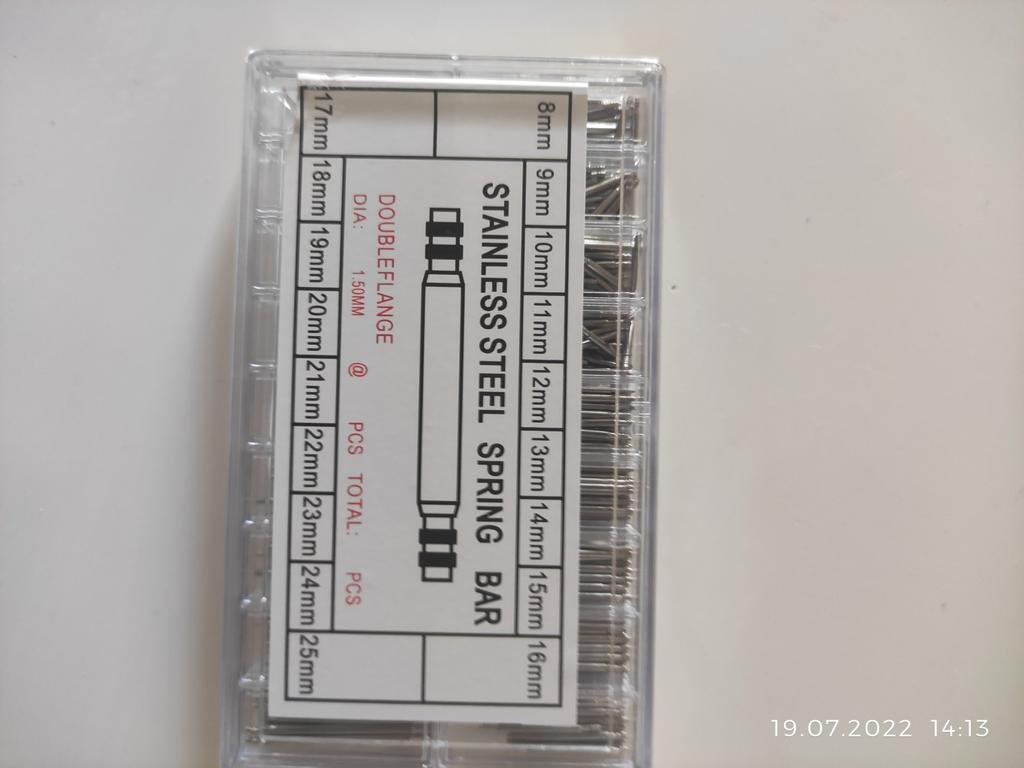 8mm 9mm 10mm 11mm 12mm 13mm 14mm 15mm 16mm
STAINLESS STEEL SPRING BAR
DOUBLEFLANGE
DIA: 1.50MM @ PCS TOTAL: PCS
17mm 18mm 19mm 20mm 21mm 22mm 23mm 24mm 25mm
19.07.2022 14:13